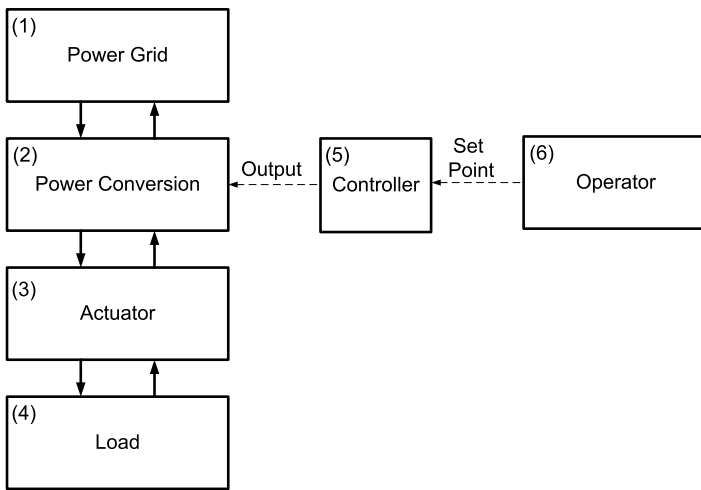 (1)
Power Grid
(2)
Power Conversion
Output
(5)
Controller
Set
Point
(6)
Operator
(3)
Actuator
(4)
Load